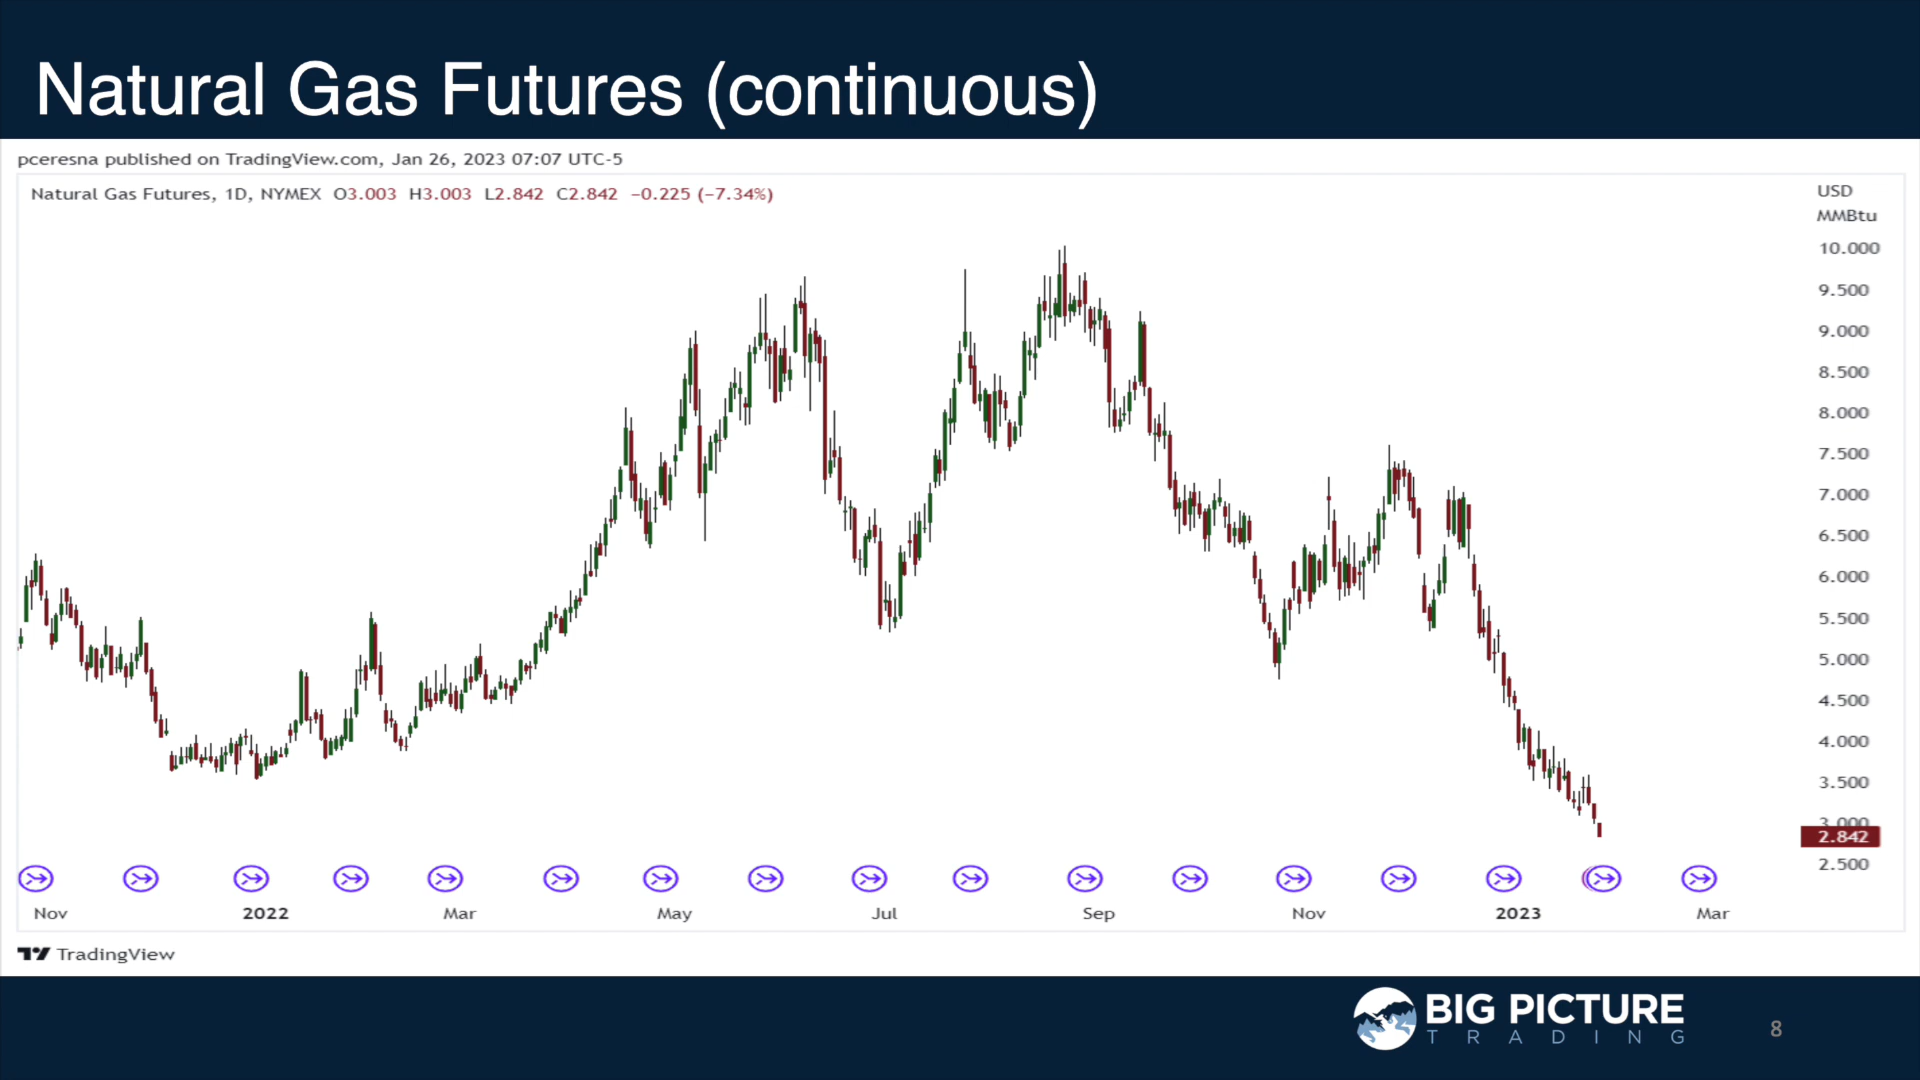 Natural Gas Futures (continuous)
pceresna published on TradingView.com, Jan 26, 2023 07:07 UTC-5
Natural Gas Futures, 1D, NYMEX O3.003 H3.003 L2.842 C2.842 −0.225 (−7.34%)
USD
MMBtu
10.000
9.500
9.000
8.500
8.000
7.500
7.000
6.500
6.000
5.500
5.000
4.500
4.000
3.500
3.000
2.842
2.500
Nov 2022 Mar May Jul Sep Nov 2023 Mar
TradingView
BIG PICTURE
TRADING
8